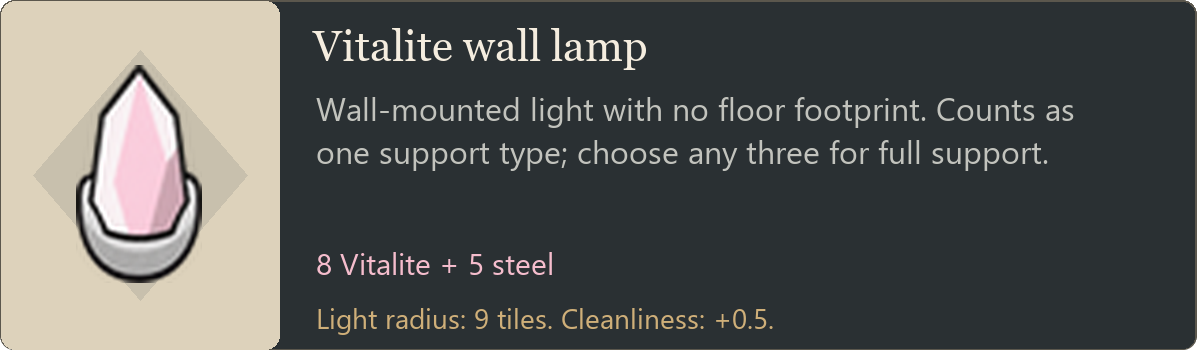 Vitalite wall lamp
Wall-mounted light with no floor footprint. Counts as
one support type; choose any three for full support.
8 Vitalite + 5 steel
Light radius: 9 tiles. Cleanliness: +0.5.